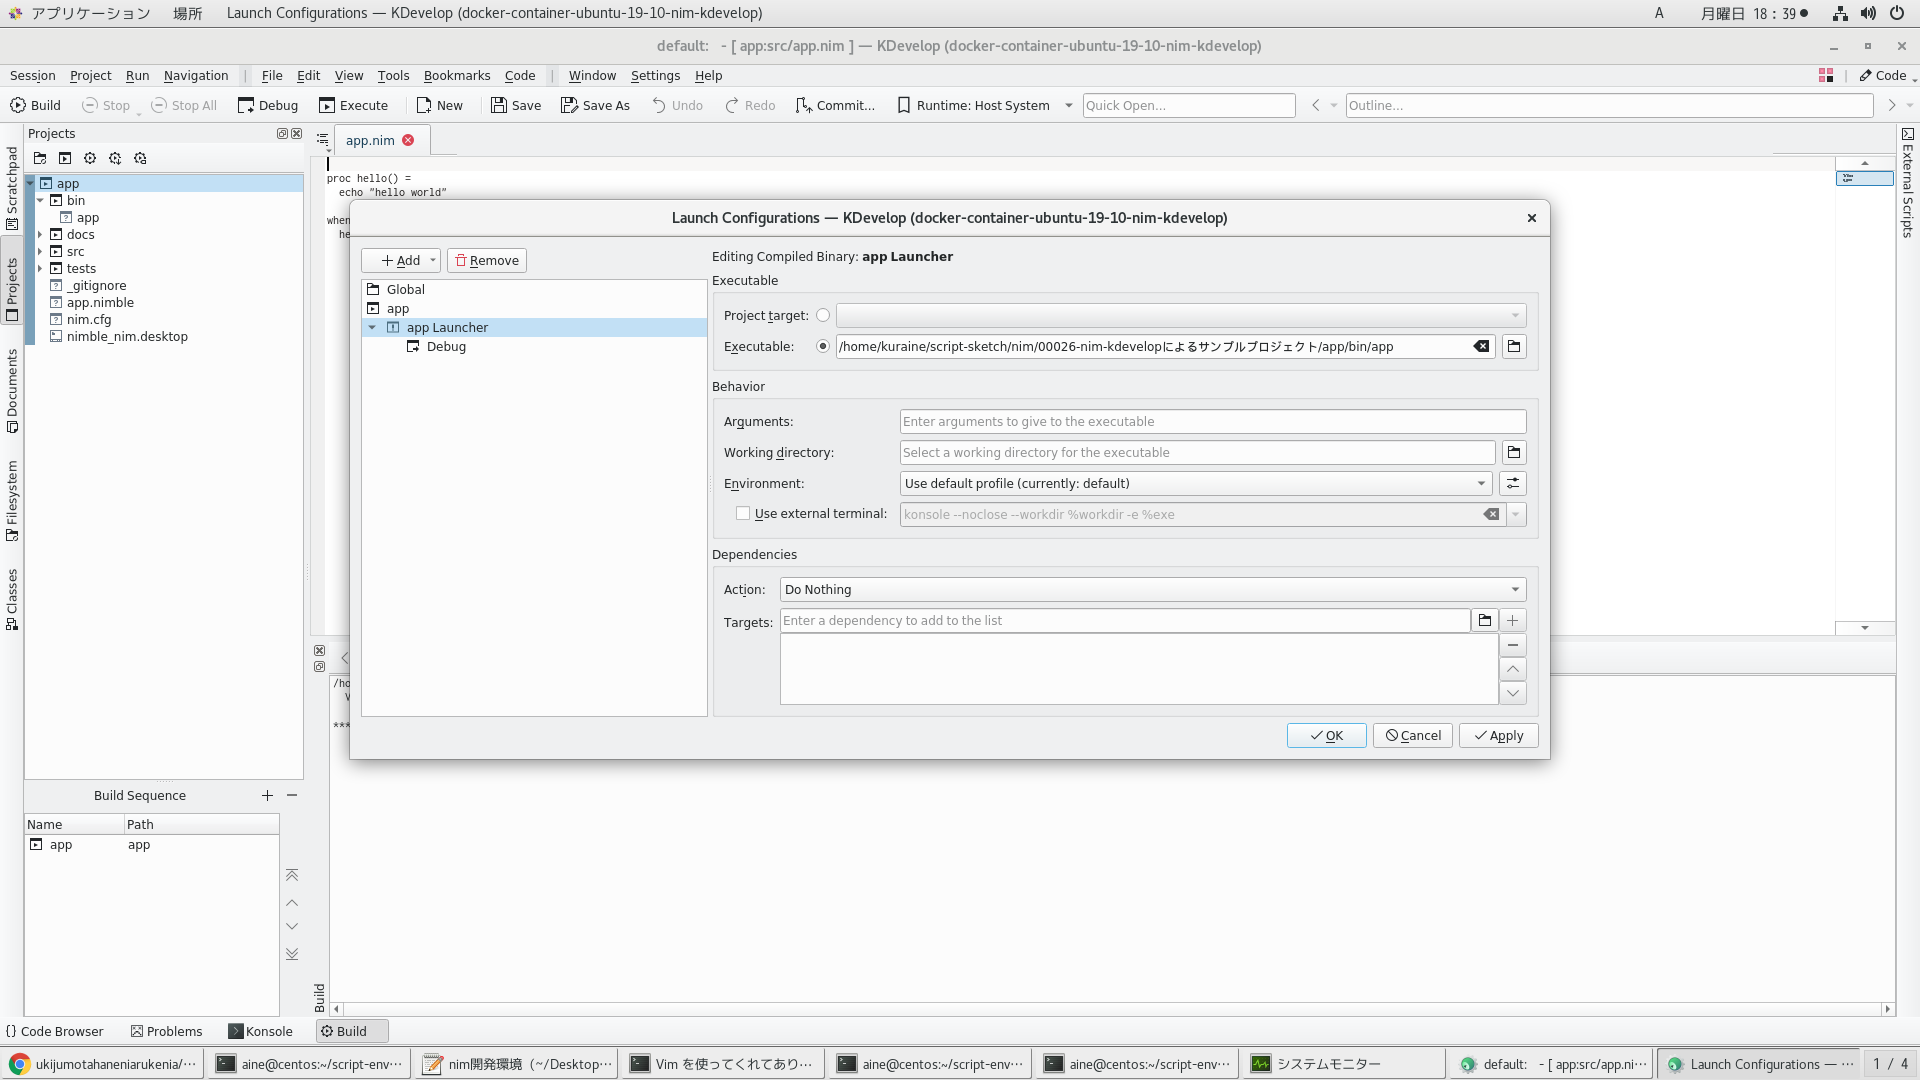 アプリケーション 場所 Launch Configurations — KDevelop (docker-container-ubuntu-19-10-nim-kdevelop) A 月曜日 18：39●
default: - [ app:src/app.nim ] — KDevelop (docker-container-ubuntu-19-10-nim-kdevelop)
Session Project Run Navigation File Edit View Tools Bookmarks Code Window Settings Help Code
Build Stop Stop All Debug Execute New Save Save As Undo Redo Commit... Runtime: Host System Quick Open... Outline...
Projects
app.nim
Scratchpad
Projects
Documents
Filesystem
Classes
External Scripts
app
bin
app
docs
src
tests
_gitignore
app.nimble
nim.cfg
nimble_nim.desktop
proc hello() =
echo "hello world"
when
he
Launch Configurations — KDevelop (docker-container-ubuntu-19-10-nim-kdevelop)
Add Remove
Global
app
app Launcher
Debug
Editing Compiled Binary: app Launcher
Executable
Project target:
Executable: /home/kuraine/script-sketch/nim/00026-nim-kdevelopによるサンプルプロジェクト/app/bin/app
Behavior
Arguments: Enter arguments to give to the executable
Working directory: Select a working directory for the executable
Environment: Use default profile (currently: default)
Use external terminal: konsole --noclose --workdir %workdir -e %exe
Dependencies
Action: Do Nothing
Targets: Enter a dependency to add to the list
OK Cancel Apply
/ho
***
Build Sequence
Name Path
app app
Build
Code Browser Problems Konsole Build
ukijumotahaneniarukenia/··· aine@centos:~/script-env··· nim開発環境（~/Desktop··· Vim を使ってくれてあり··· aine@centos:~/script-env··· aine@centos:~/script-env··· システムモニター default: - [ app:src/app.ni··· Launch Configurations — ··· 1 / 4